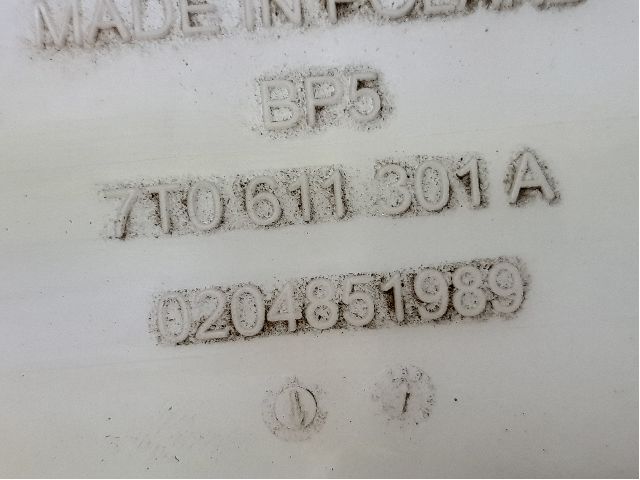 MADE IN POLAND
BP5
7T0 611 301 A
0204851989